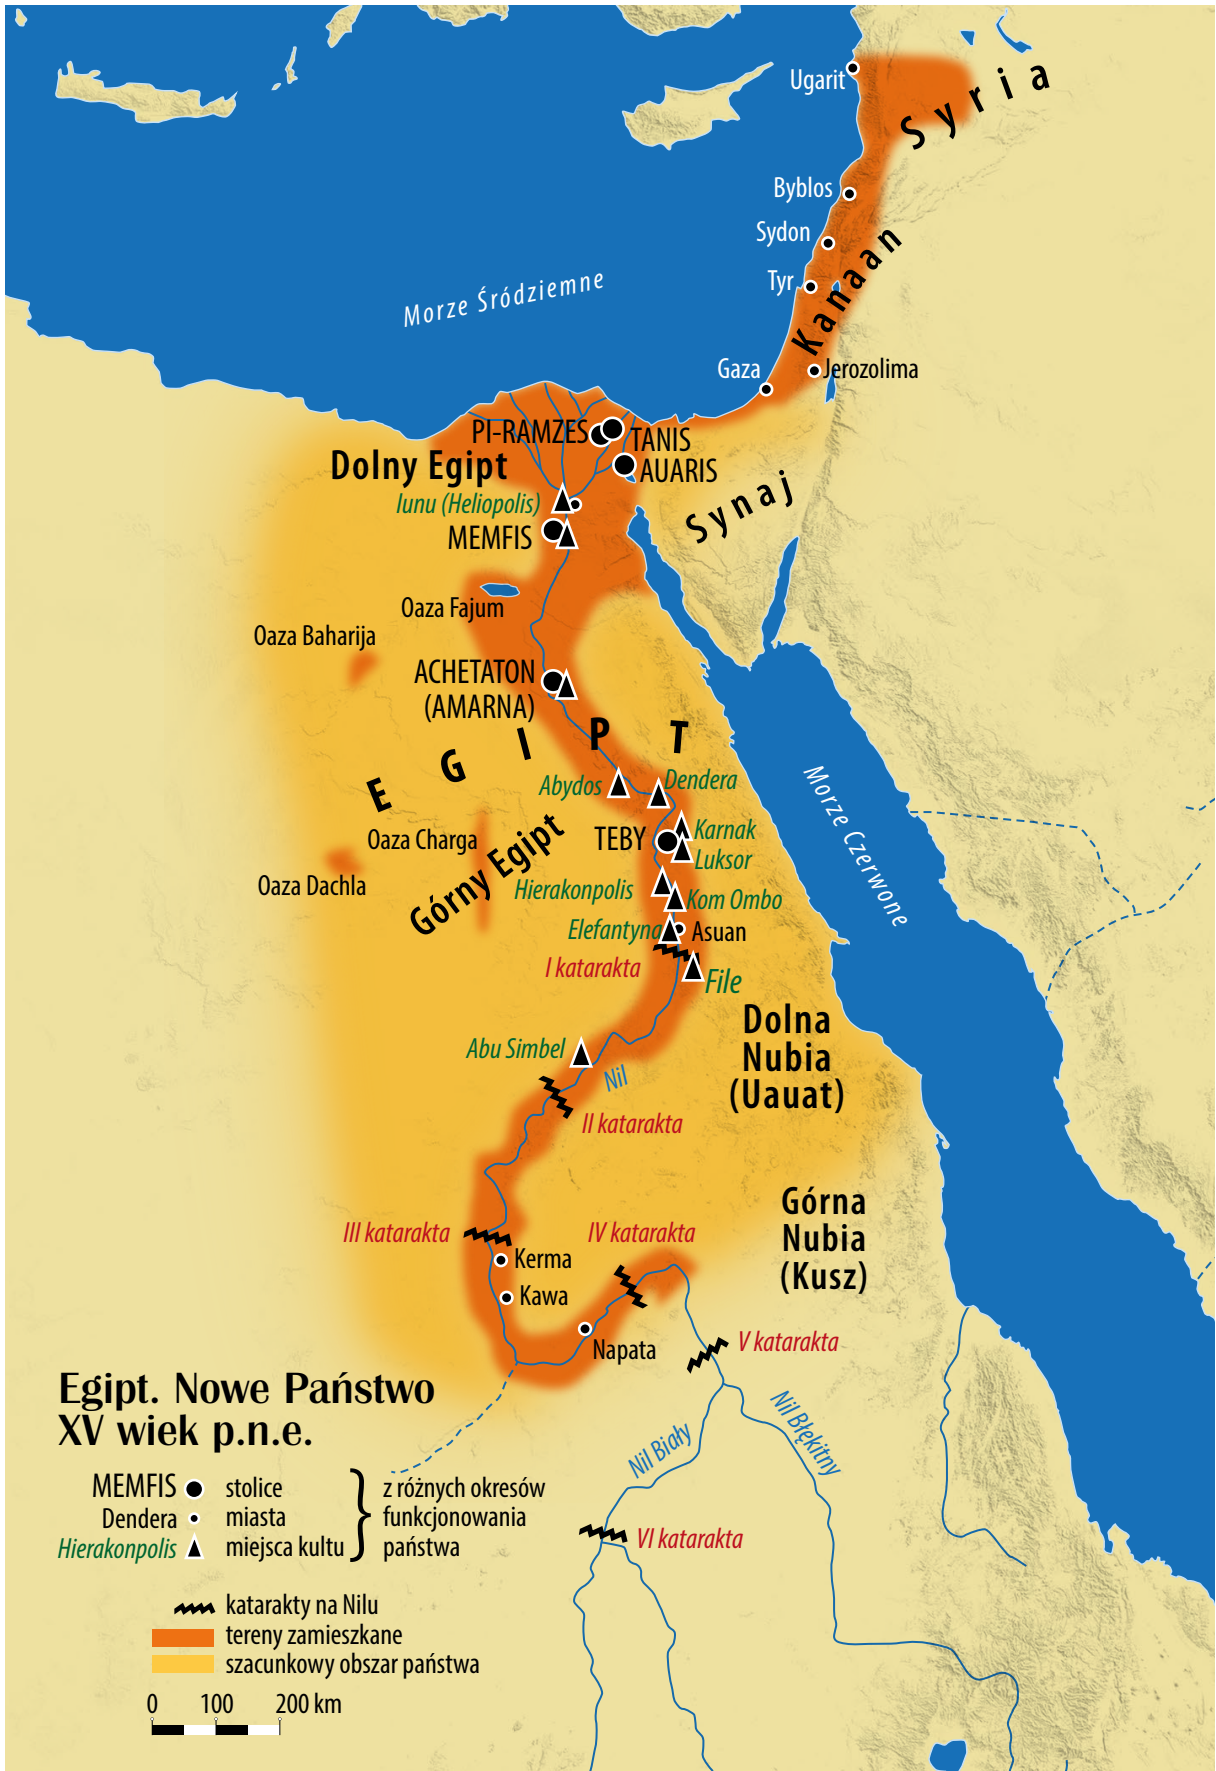 Ugarit
Syria
Byblos
Sydon
Kanaan
Tyr
Morze Śródziemne
Gaza
Jerozolima
PI-RAMZES
TANIS
Dolny Egipt
AUARIS
Iunu (Heliopolis)
Synaj
MEMFIS
Oaza Fajum
Oaza Baharija
ACHETATON
(AMARNA)
EGIPT
Abydos
Dendera
Morze Czerwone
Oaza Charga
TEBY
Karnak
Luksor
Oaza Dachla
Górny Egipt
Hierakonpolis
Kom Ombo
Elefantyna
Asuan
I katarakta
File
Dolna
Nubia
(Uauat)
Abu Simbel
Nil
II katarakta
Górna
Nubia
(Kusz)
III katarakta
IV katarakta
Kerma
Kawa
Napata
V katarakta
Nil Biały
Nil Błękitny
VI katarakta
Egipt. Nowe Państwo
XV wiek p.n.e.
MEMFIS stolice
Dendera miasta
Hierakonpolis miejsca kultu
z różnych okresów
funkcjonowania
państwa
katarakty na Nilu
tereny zamieszkane
szacunkowy obszar państwa
0 100 200 km